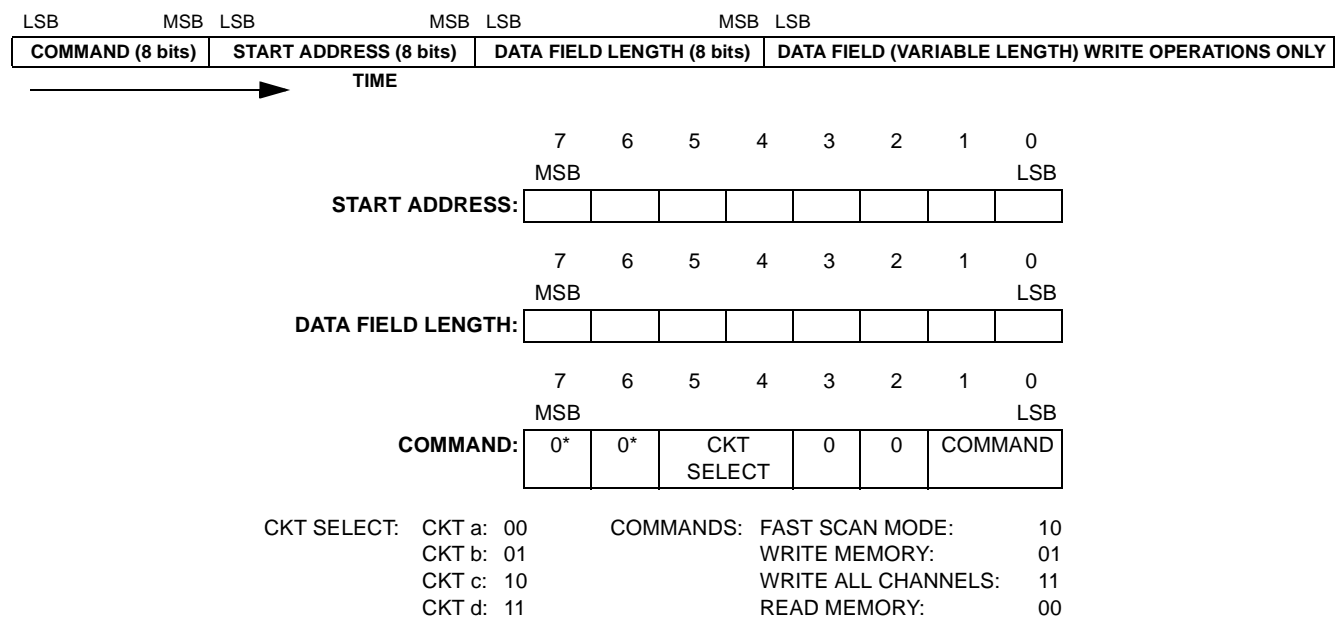 LSB MSB LSB MSB LSB MSB LSB
COMMAND (8 bits) START ADDRESS (8 bits) DATA FIELD LENGTH (8 bits) DATA FIELD (VARIABLE LENGTH) WRITE OPERATIONS ONLY
TIME
7 6 5 4 3 2 1 0
MSB LSB
START ADDRESS:
7 6 5 4 3 2 1 0
MSB LSB
DATA FIELD LENGTH:
7 6 5 4 3 2 1 0
MSB LSB
COMMAND: 0* 0* CKT 0 0 COMMAND
SELECT
CKT SELECT: CKT a: 00 COMMANDS: FAST SCAN MODE: 10
CKT b: 01 WRITE MEMORY: 01
CKT c: 10 WRITE ALL CHANNELS: 11
CKT d: 11 READ MEMORY: 00